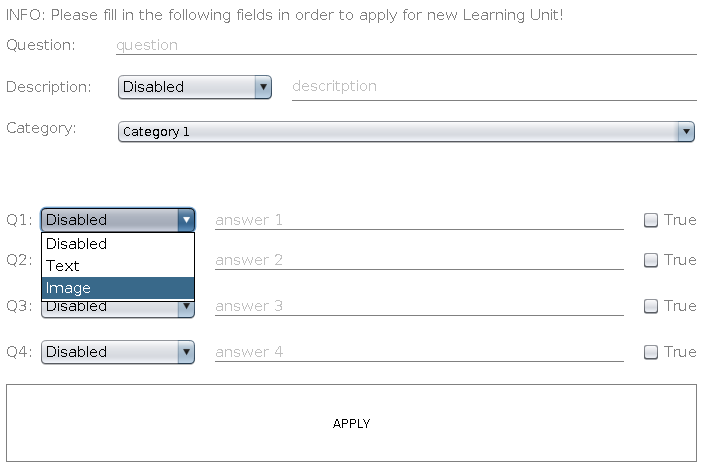 INFO: Please fill in the following fields in order to apply for new Learning Unit!
Question: question
Description: Disabled descritption
Category: Category 1
Q1: Disabled answer 1 True
Disabled
Text
Q2: answer 2 True
Image
Q3: Disabled answer 3 True
Q4: Disabled answer 4 True
APPLY